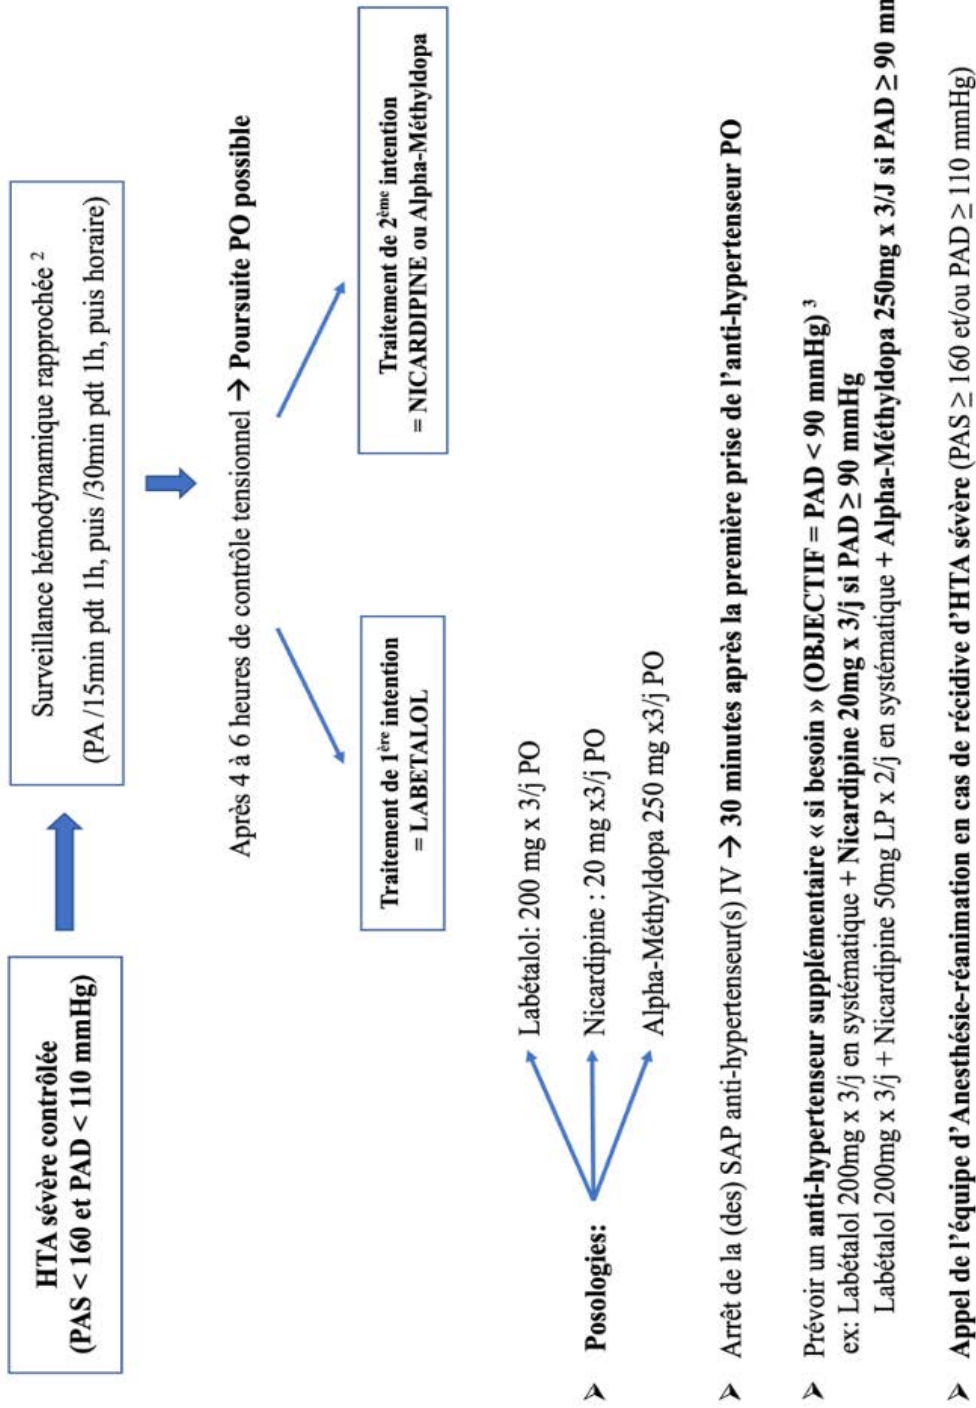 HTA sévère contrôlée
(PAS < 160 et PAD < 110 mmHg)
Surveillance hémodynamique rapprochée ²
(PA /15min pdt 1h, puis /30min pdt 1h, puis horaire)
Après 4 à 6 heures de contrôle tensionnel → Poursuite PO possible
Traitement de 1ère intention
= LABETALOL
Traitement de 2ème intention
= NICARDIPINE ou Alpha-Méthyldopa
➤ Posologies:
Labétalol: 200 mg x 3/j PO
Nicardipine : 20 mg x3/j PO
Alpha-Méthyldopa 250 mg x3/j PO
➤ Arrêt de la (des) SAP anti-hypertenseur(s) IV → 30 minutes après la première prise de l'anti-hypertenseur PO
➤ Prévoir un anti-hypertenseur supplémentaire « si besoin » (OBJECTIF = PAD < 90 mmHg) ³
ex: Labétalol 200mg x 3/j en systématique + Nicardipine 20mg x 3/j si PAD ≥ 90 mmHg
Labétalol 200mg x 3/j + Nicardipine 50mg LP x 2/j en systématique + Alpha-Méthyldopa 250mg x 3/J si PAD ≥ 90
➤ Appel de l'équipe d'Anesthésie-réanimation en cas de récidive d'HTA sévère (PAS ≥ 160 et/ou PAD ≥ 110 mmHg)